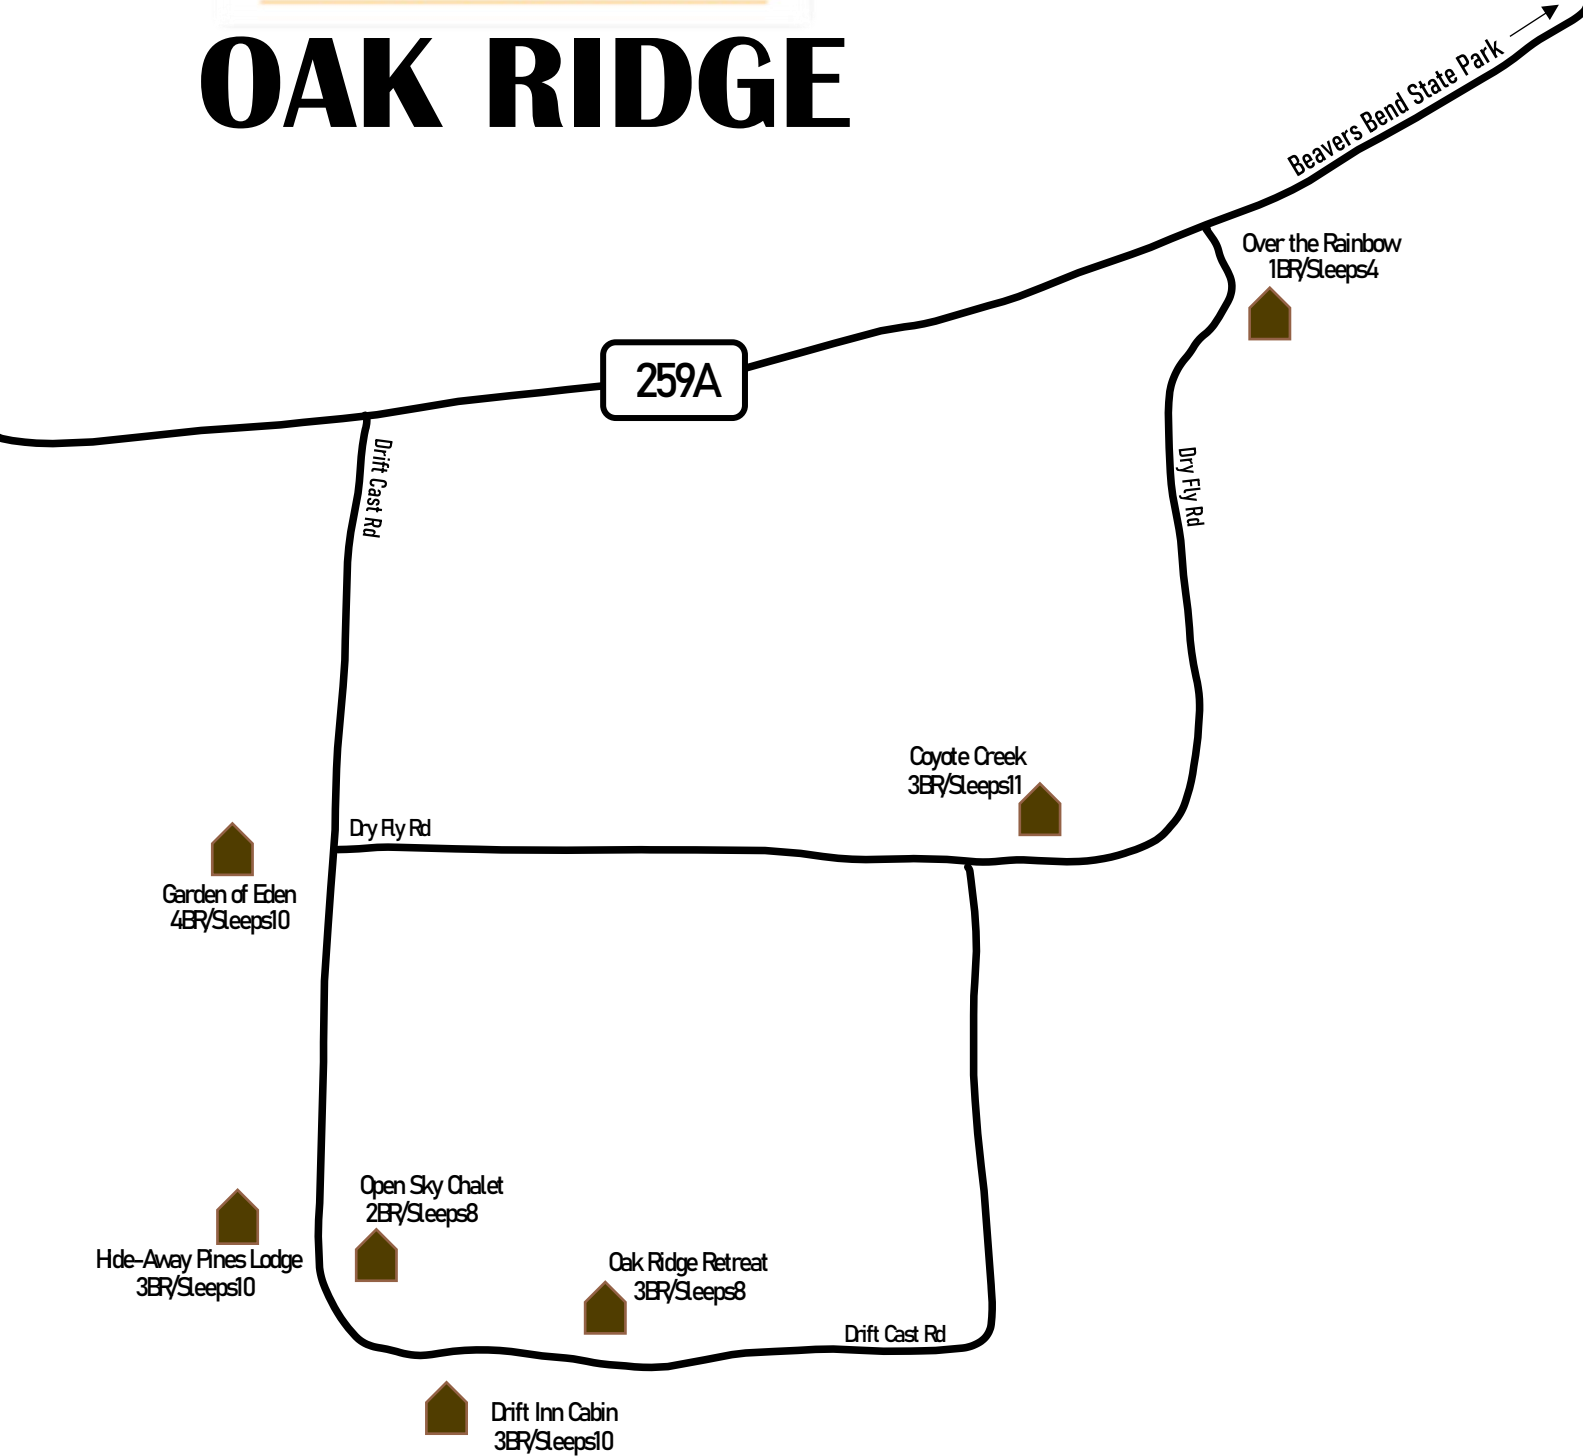 OAK RIDGE
Beavers Bend State Park
Over the Rainbow
1BR/Sleeps4
259A
Drift Cast Rd
Dry Fly Rd
Coyote Creek
3BR/Sleeps11
Dry Fly Rd
Garden of Eden
4BR/Sleeps10
Open Sky Chalet
2BR/Sleeps8
Hde-Away Pines Lodge
3BR/Sleeps10
Oak Ridge Retreat
3BR/Sleeps8
Drift Cast Rd
Drift Inn Cabin
3BR/Sleeps10